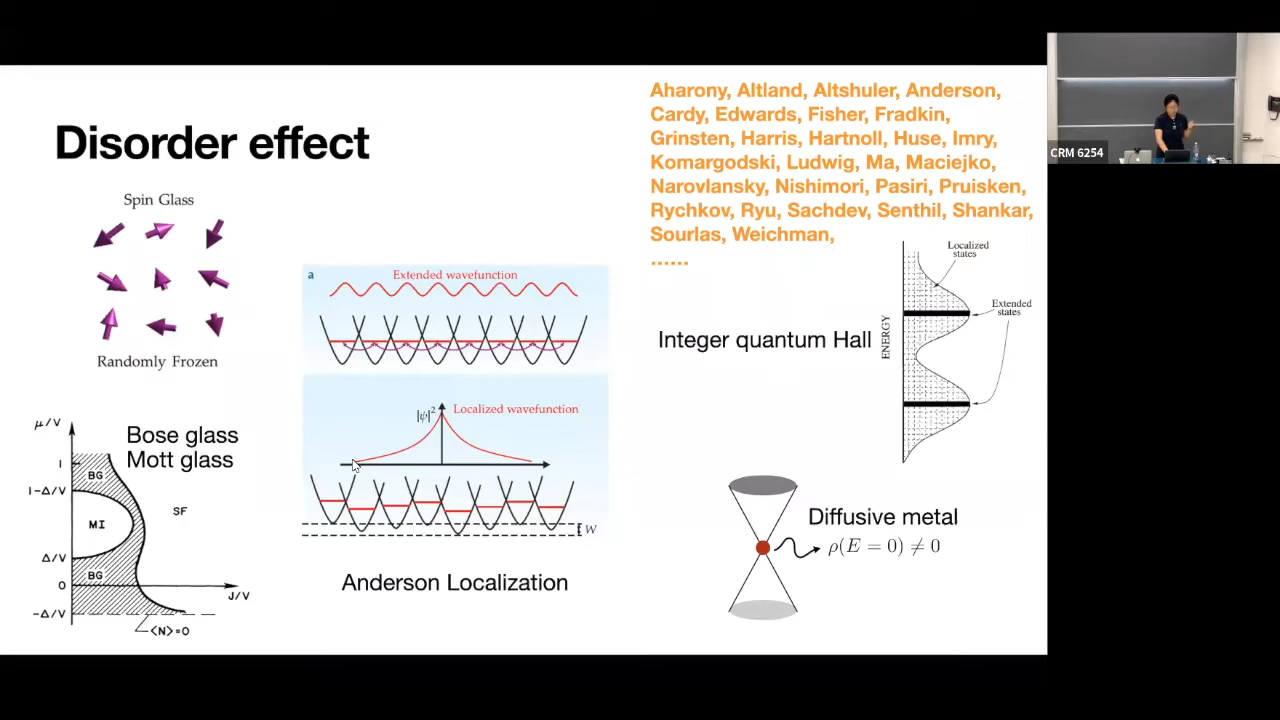 Disorder effect
Spin Glass
Randomly Frozen
μ/V
1
1-Δ/V
Δ/V
0
-Δ/V
BG
MI
BG
SF
J/V
<N>=0
Bose glass
Mott glass
a
Extended wavefunction
|ψ|²
Localized wavefunction
W
Anderson Localization
Aharony, Altland, Altshuler, Anderson,
Cardy, Edwards, Fisher, Fradkin,
Grinsten, Harris, Hartnoll, Huse, Imry,
Komargodski, Ludwig, Ma, Maciejko,
Narovlansky, Nishimori, Pasiri, Pruisken,
Rychkov, Ryu, Sachdev, Senthil, Shankar,
Sourlas, Weichman,
......
Integer quantum Hall
ENERGY
Localized
states
Extended
states
Diffusive metal
ρ(E = 0) ≠ 0
CRM 6254